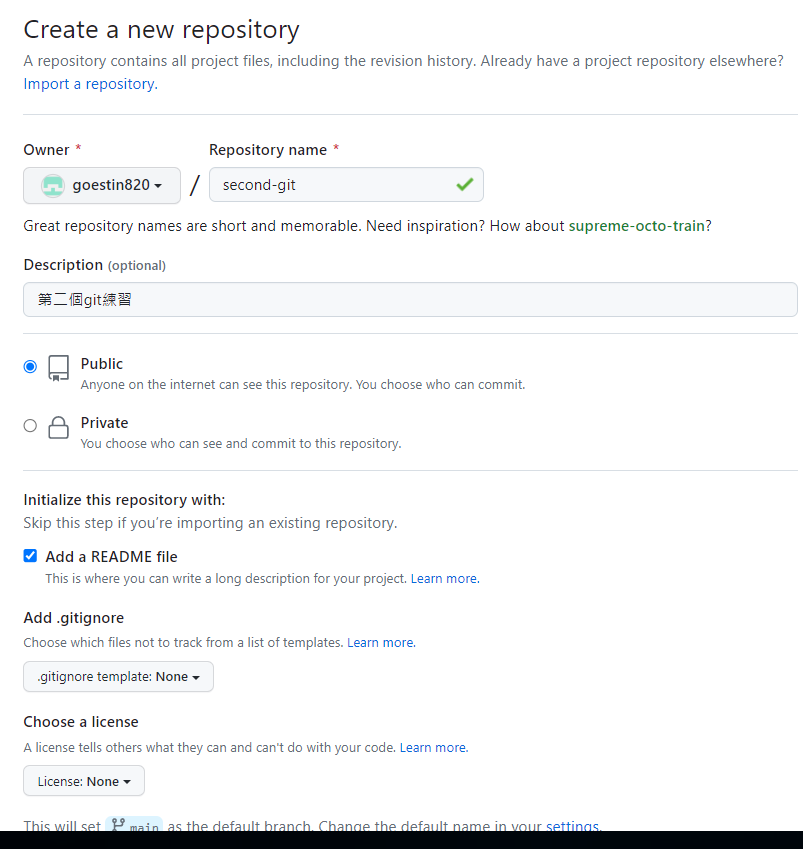 Create a new repository
A repository contains all project files, including the revision history. Already have a project repository elsewhere?
Import a repository.
Owner * Repository name *
goestin820 / second-git
Great repository names are short and memorable. Need inspiration? How about supreme-octo-train?
Description (optional)
第二個git練習
Public
Anyone on the internet can see this repository. You choose who can commit.
Private
You choose who can see and commit to this repository.
Initialize this repository with:
Skip this step if you’re importing an existing repository.
Add a README file
This is where you can write a long description for your project. Learn more.
Add .gitignore
Choose which files not to track from a list of templates. Learn more.
.gitignore template: None
Choose a license
A license tells others what they can and can't do with your code. Learn more.
License: None
This will set main as the default branch. Change the default name in your settings.